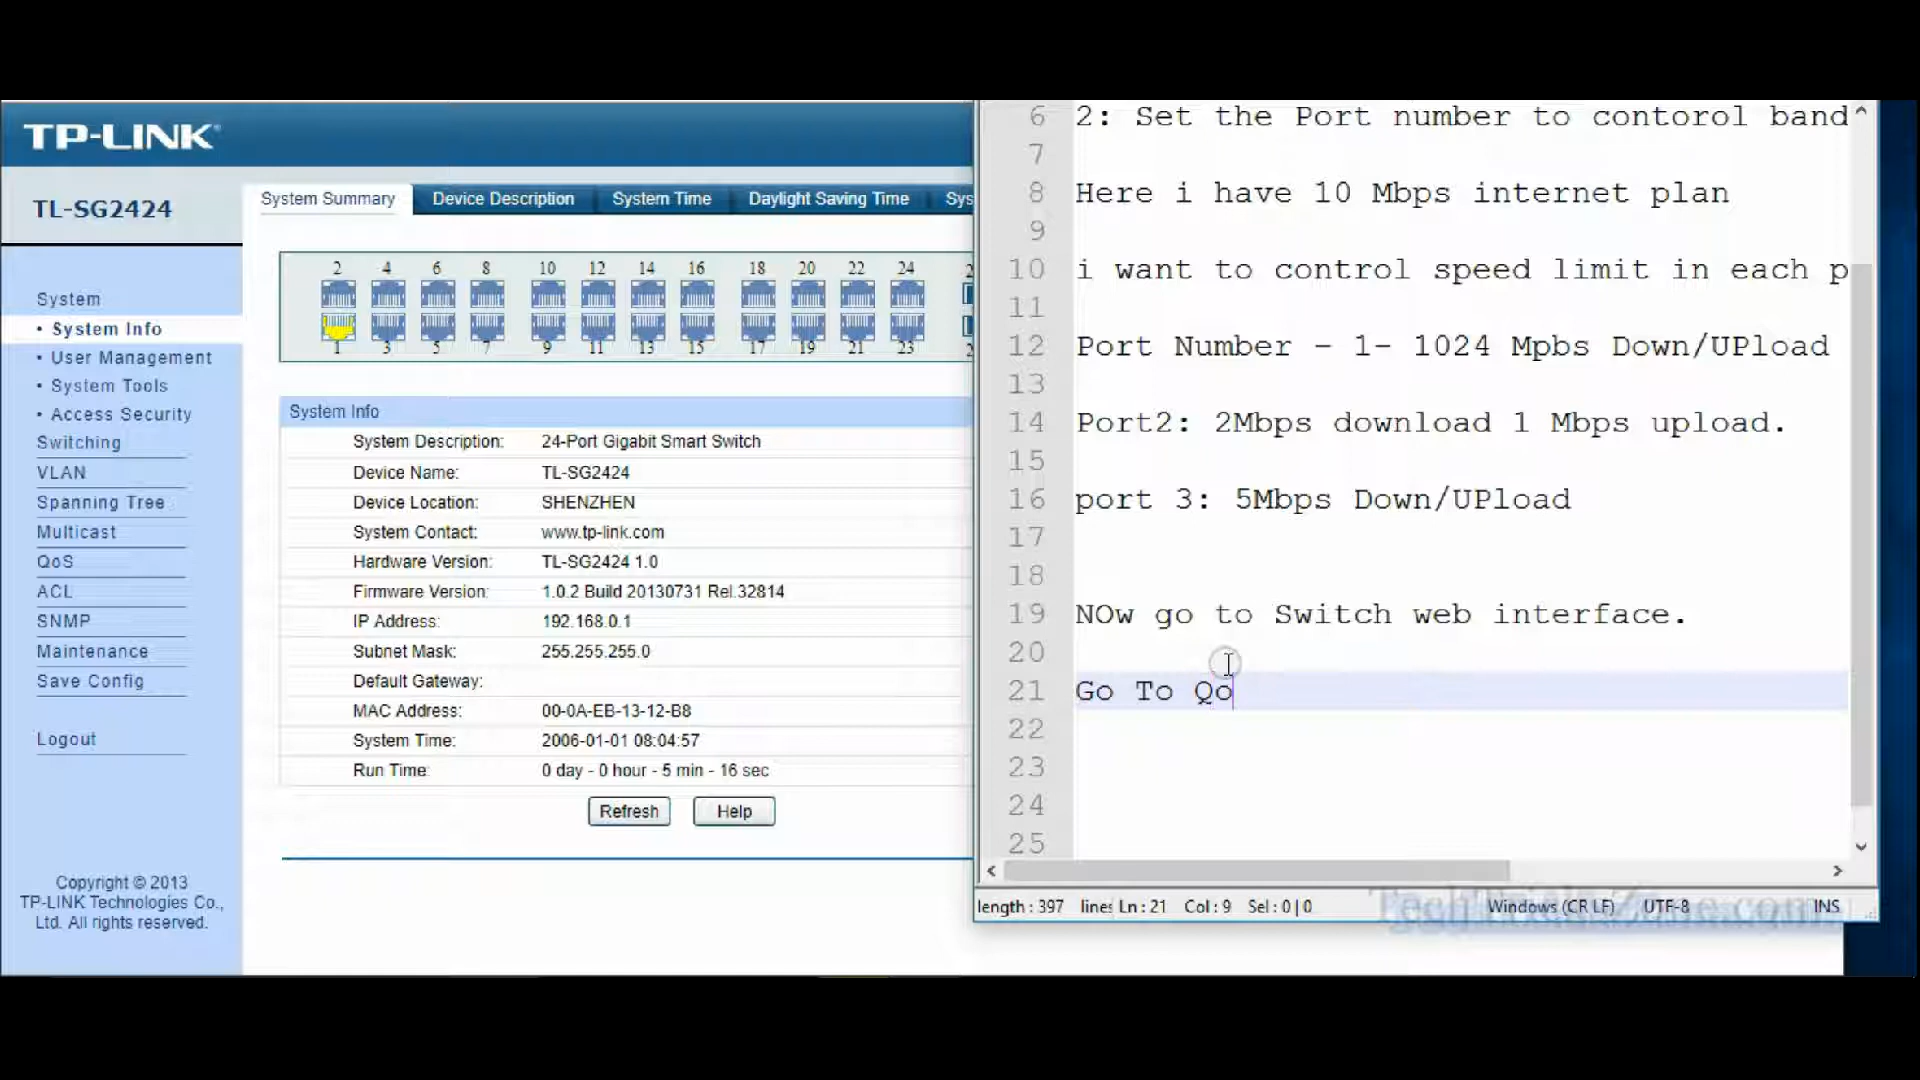 TP-LINK
TL-SG2424
System Summary
Device Description
System Time
Daylight Saving Time
Sys
System
• System Info
• User Management
• System Tools
• Access Security
Switching
VLAN
Spanning Tree
Multicast
QoS
ACL
SNMP
Maintenance
Save Config
Logout
Copyright © 2013
TP-LINK Technologies Co.,
Ltd. All rights reserved.
2 4 6 8 10 12 14 16 18 20 22 24 2
1 3 5 7 9 11 13 15 17 19 21 23 2
System Info
System Description: 24-Port Gigabit Smart Switch
Device Name: TL-SG2424
Device Location: SHENZHEN
System Contact: www.tp-link.com
Hardware Version: TL-SG2424 1.0
Firmware Version: 1.0.2 Build 20130731 Rel.32814
IP Address: 192.168.0.1
Subnet Mask: 255.255.255.0
Default Gateway:
MAC Address: 00-0A-EB-13-12-B8
System Time: 2006-01-01 08:04:57
Run Time: 0 day - 0 hour - 5 min - 16 sec
Refresh
Help
6 2: Set the Port number to contorol band
7
8 Here i have 10 Mbps internet plan
9
10 i want to control speed limit in each p
11
12 Port Number - 1- 1024 Mpbs Down/UPload
13
14 Port2: 2Mbps download 1 Mbps upload.
15
16 port 3: 5Mbps Down/UPload
17
18
19 NOw go to Switch web interface.
20
21 Go To Qo
22
23
24
25
length : 397 lines Ln : 21 Col : 9 Sel : 0 | 0 Windows (CR LF) UTF-8 INS